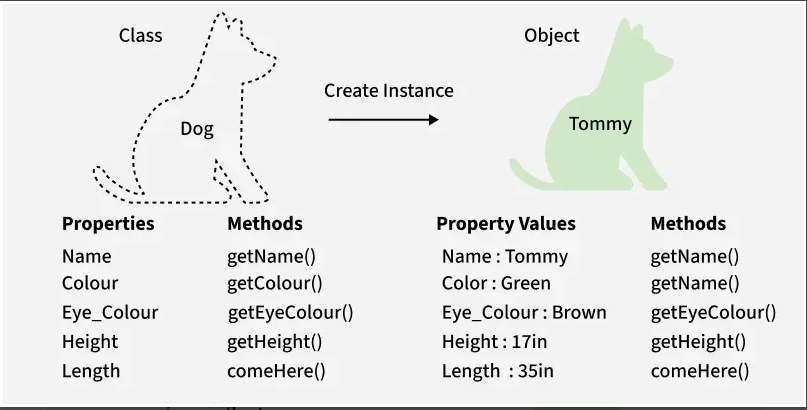 Class
Object
Create Instance
Dog
Tommy
Properties Methods Property Values Methods
Name getName() Name : Tommy getName()
Colour getColour() Color : Green getName()
Eye_Colour getEyeColour() Eye_Colour : Brown getEyeColour()
Height getHeight() Height : 17in getHeight()
Length comeHere() Length : 35in comeHere()